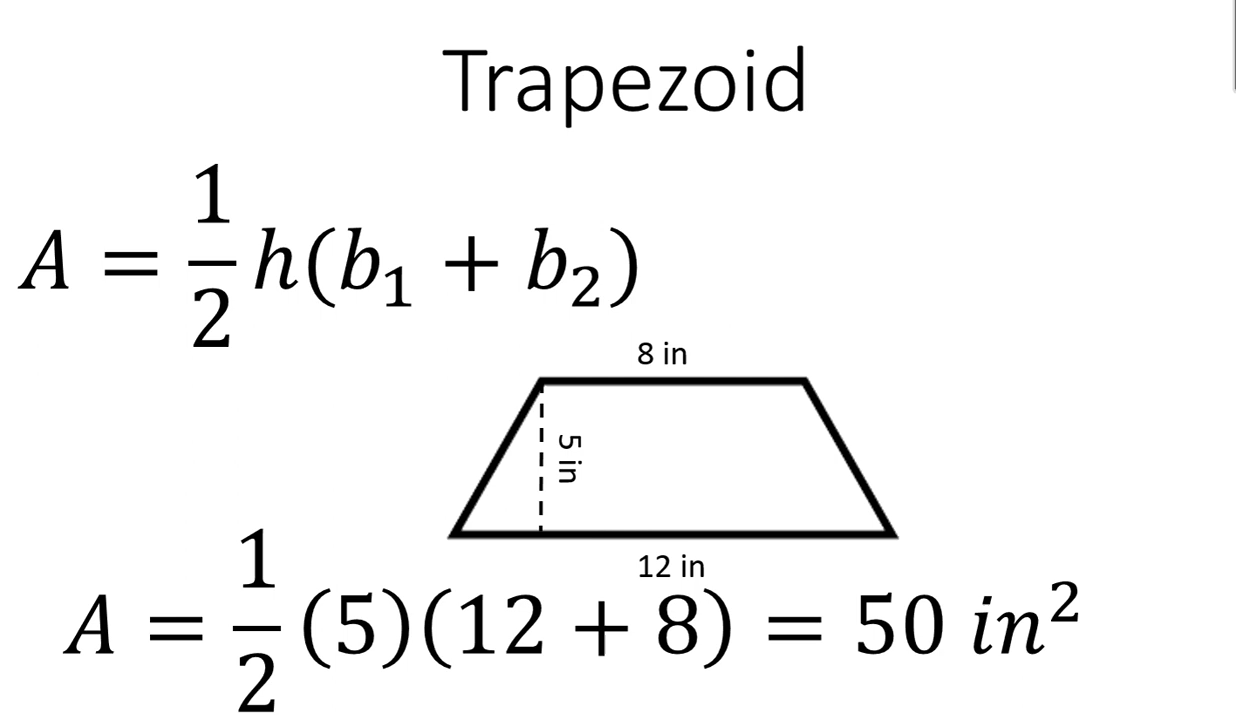 Trapezoid
A = 1/2 h(b₁ + b₂)
8 in
5 in
12 in
A = 1/2 (5)(12 + 8) = 50 in²